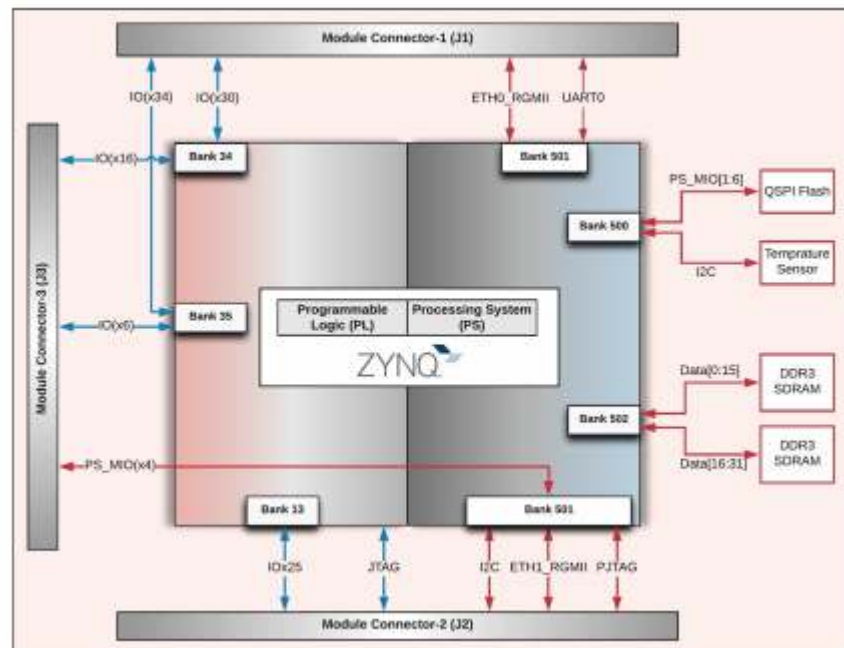 Module Connector-1 (J1)
IO(x34)
IO(x30)
ETH0_RGMII
UART0
Bank 34
Bank 501
IO(x16)
PS_MIO[1:6]
QSPI Flash
Bank 500
I2C
Temprature
Sensor
Module Connector-3 (J3)
Programmable
Logic (PL)
Processing System
(PS)
ZYNQ
Bank 35
IO(x6)
Data[0:15]
DDR3
SDRAM
Bank 502
Data[16:31]
DDR3
SDRAM
PS_MIO(x4)
Bank 13
Bank 501
IOx25
JTAG
I2C
ETH1_RGMII
PJTAG
Module Connector-2 (J2)